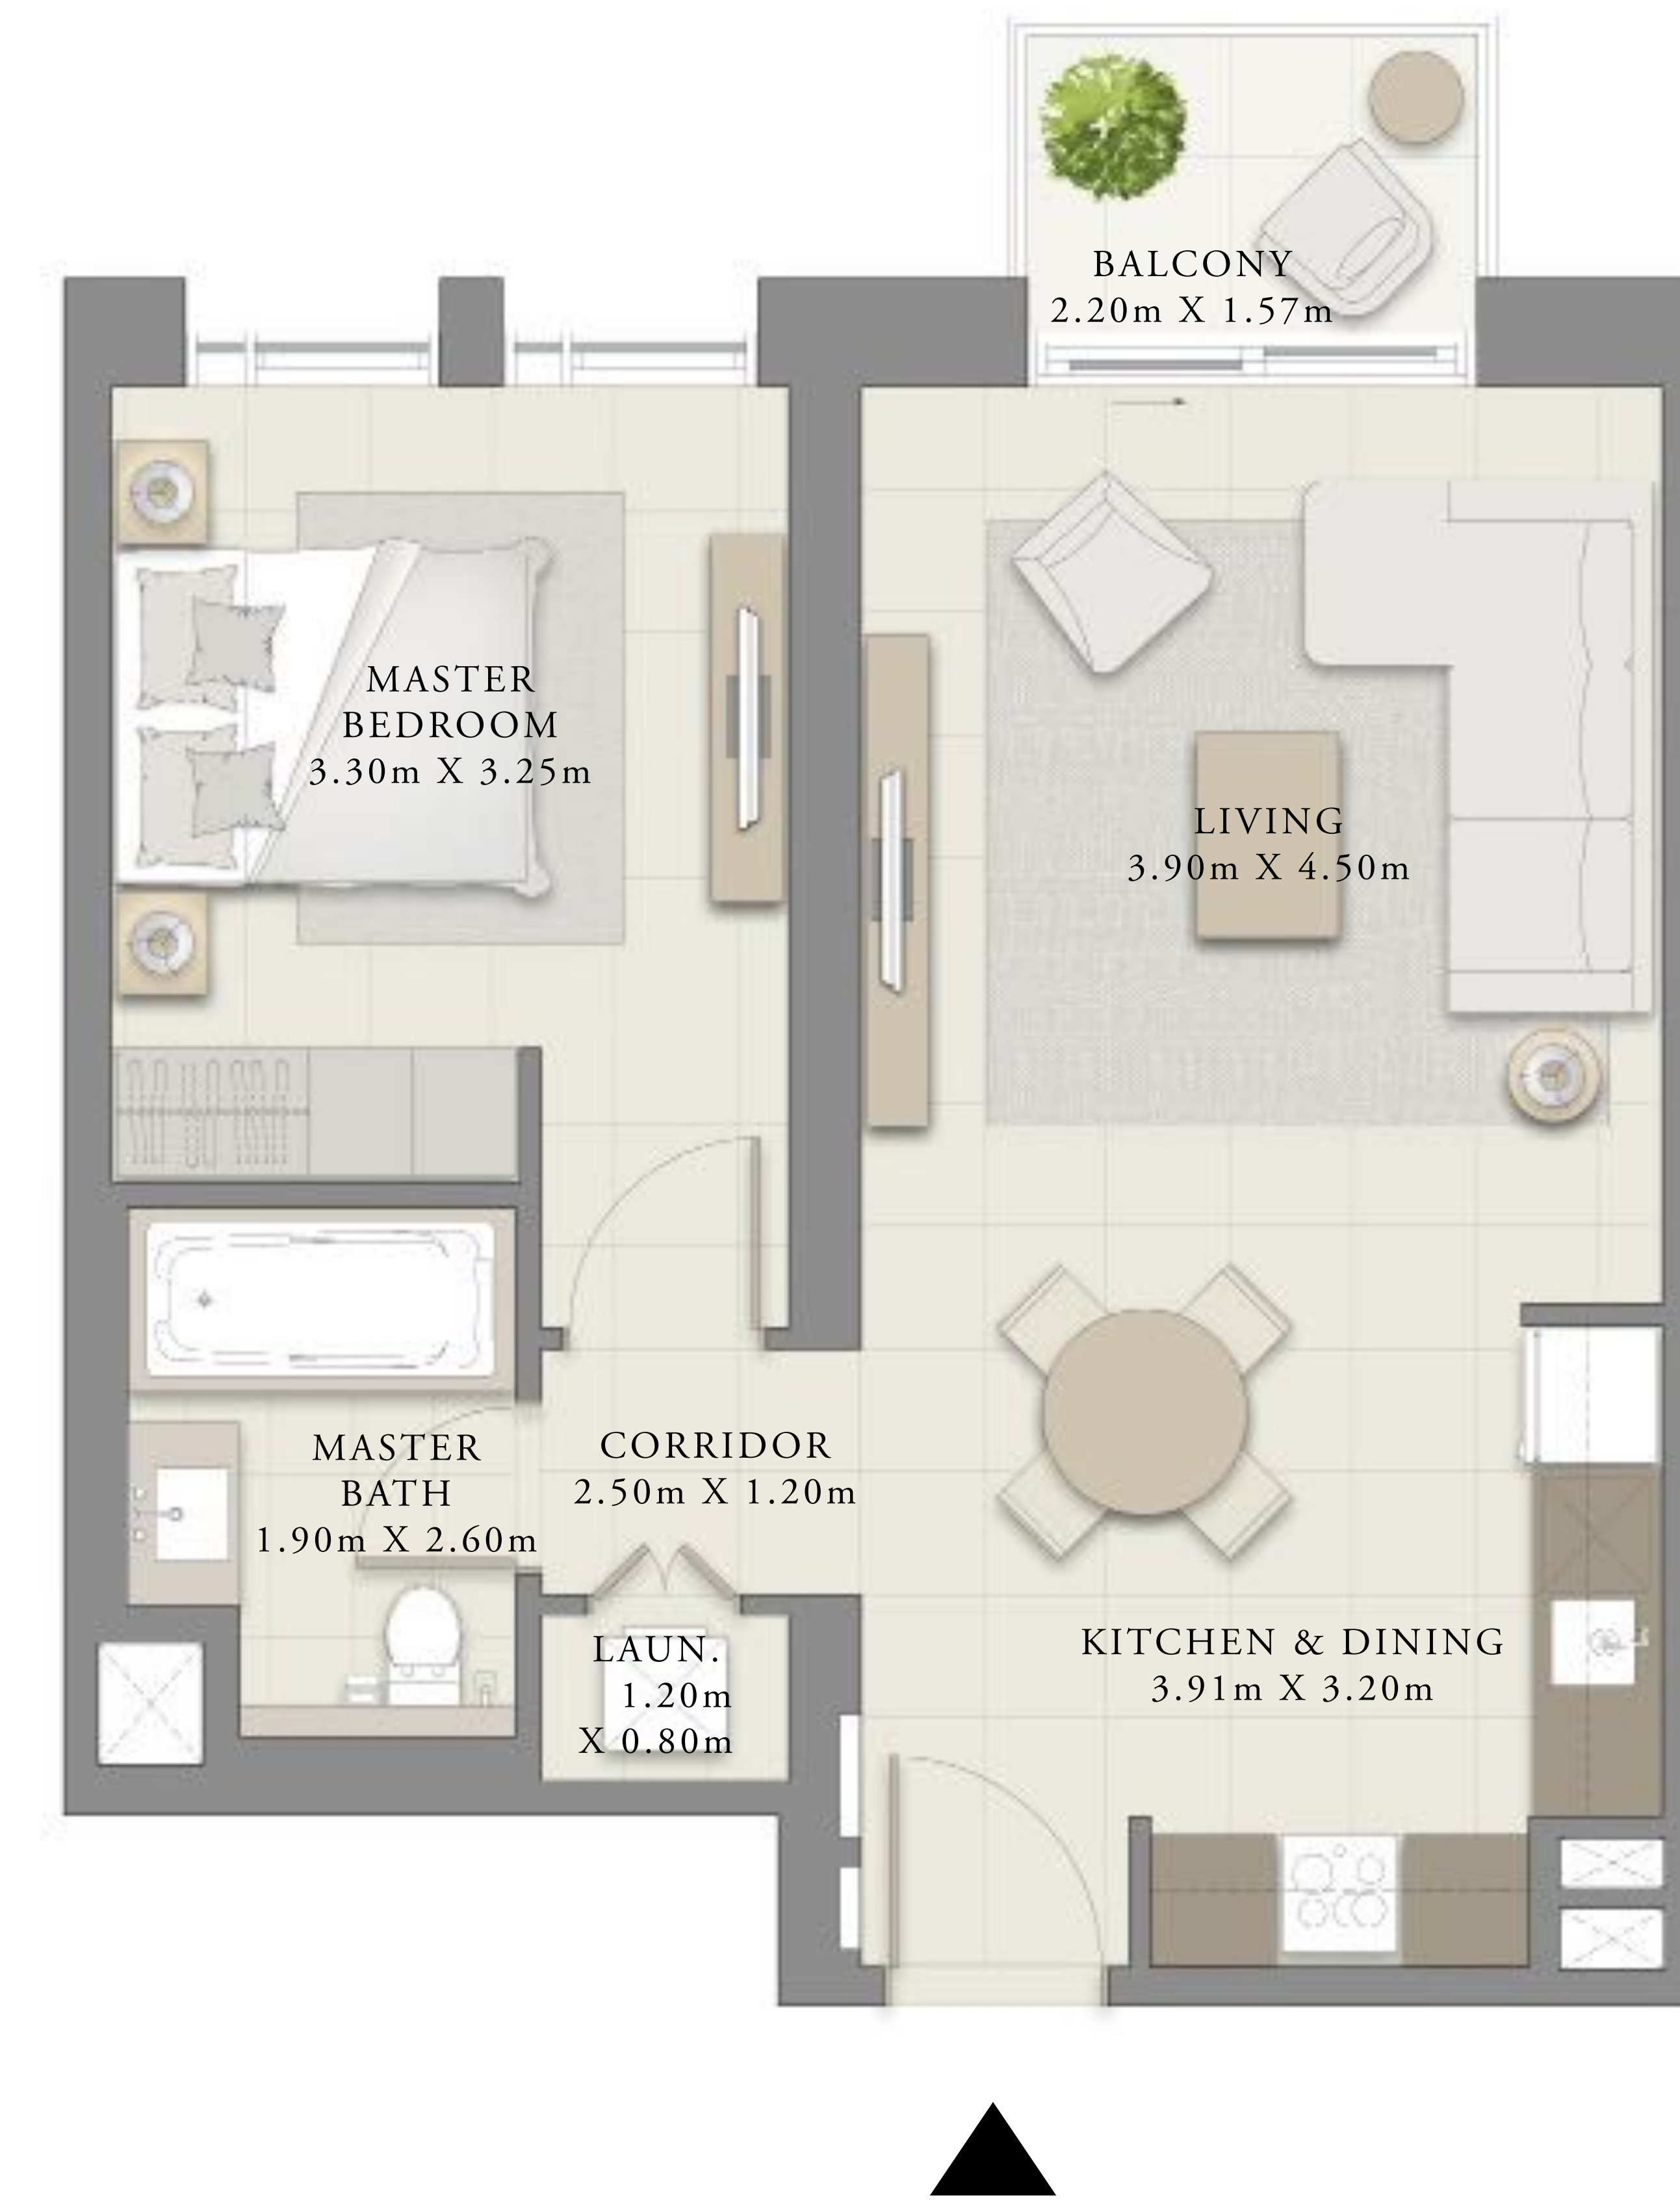 BALCONY
2.20m X 1.57m
MASTER
BEDROOM
3.30m X 3.25m
LIVING
3.90m X 4.50m
MASTER
BATH
1.90m X 2.60m
CORRIDOR
2.50m X 1.20m
LAUN.
1.20m
X 0.80m
KITCHEN & DINING
3.91m X 3.20m